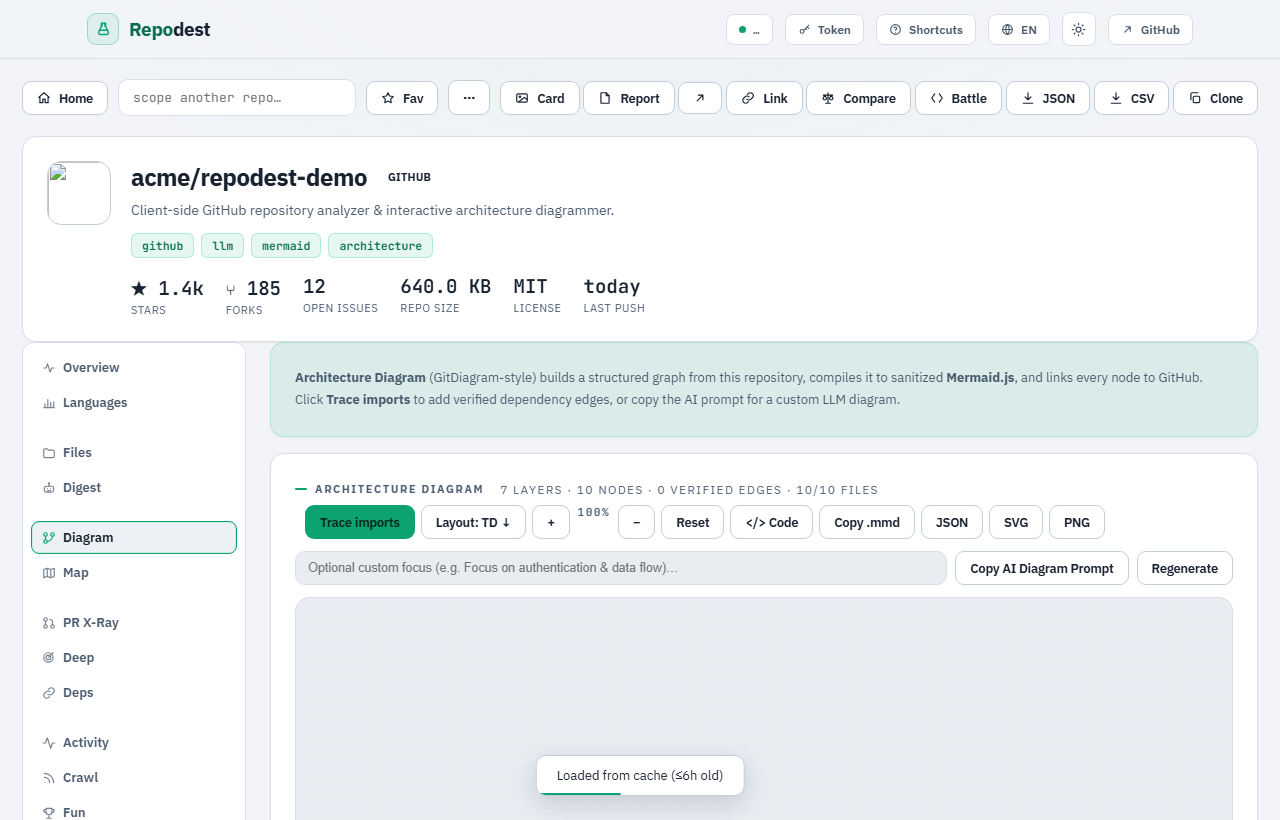 Repodest
… Token Shortcuts EN GitHub
Home scope another repo… Fav ··· Card Report Link Compare Battle JSON CSV Clone
acme/repodest-demo GITHUB
Client-side GitHub repository analyzer & interactive architecture diagrammer.
github llm mermaid architecture
★ 1.4k ⑂ 185 12 640.0 KB MIT today
STARS FORKS OPEN ISSUES REPO SIZE LICENSE LAST PUSH
Overview
Languages
Files
Digest
Diagram
Map
PR X-Ray
Deep
Deps
Activity
Crawl
Fun
Architecture Diagram (GitDiagram-style) builds a structured graph from this repository, compiles it to sanitized Mermaid.js, and links every node to GitHub.
Click Trace imports to add verified dependency edges, or copy the AI prompt for a custom LLM diagram.
ARCHITECTURE DIAGRAM 7 LAYERS · 10 NODES · 0 VERIFIED EDGES · 10/10 FILES
Trace imports Layout: TD ↓ + 100% − Reset </> Code Copy .mmd JSON SVG PNG
Optional custom focus (e.g. Focus on authentication & data flow)… Copy AI Diagram Prompt Regenerate
Loaded from cache (≤6h old)